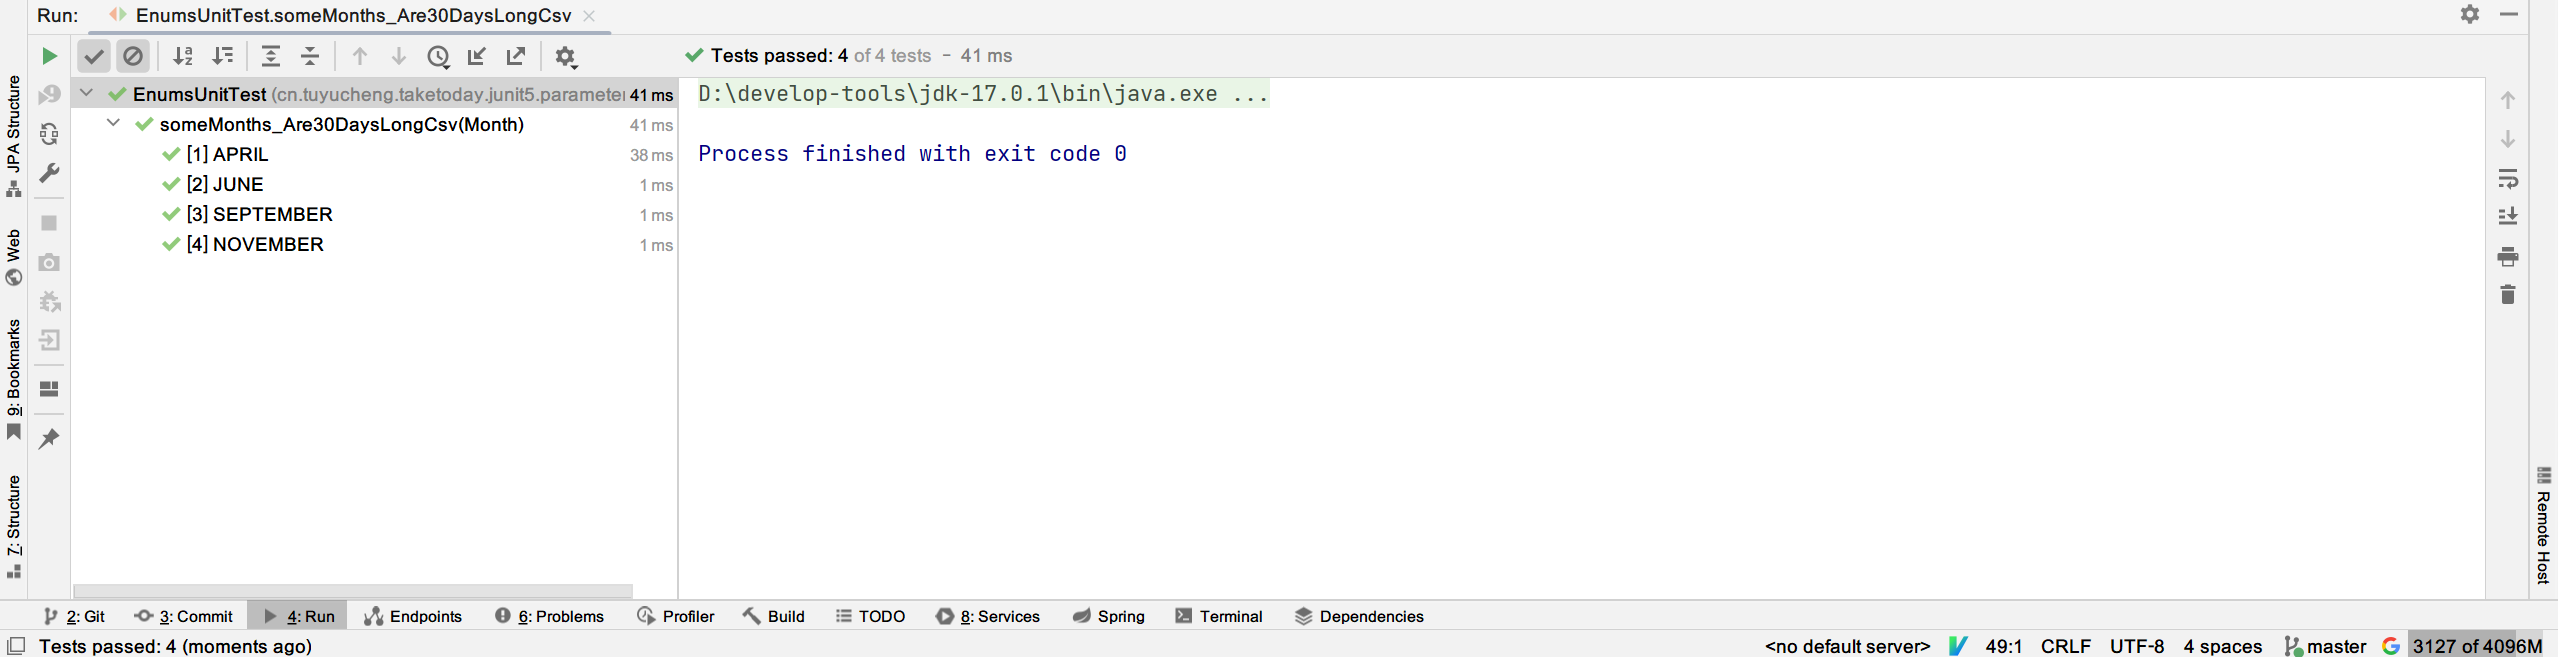 Run: EnumsUnitTest.someMonths_Are30DaysLongCsv
Tests passed: 4 of 4 tests – 41 ms
EnumsUnitTest (cn.tuyucheng.taketoday.junit5.parameter 41 ms
someMonths_Are30DaysLongCsv(Month) 41 ms
[1] APRIL 38 ms
[2] JUNE 1 ms
[3] SEPTEMBER 1 ms
[4] NOVEMBER 1 ms
D:\develop-tools\jdk-17.0.1\bin\java.exe ...
Process finished with exit code 0
JPA Structure
Web
9: Bookmarks
7: Structure
Remote Host
2: Git 3: Commit 4: Run Endpoints 6: Problems Profiler Build TODO 8: Services Spring Terminal Dependencies
Tests passed: 4 (moments ago) <no default server> 49:1 CRLF UTF-8 4 spaces master 3127 of 4096M